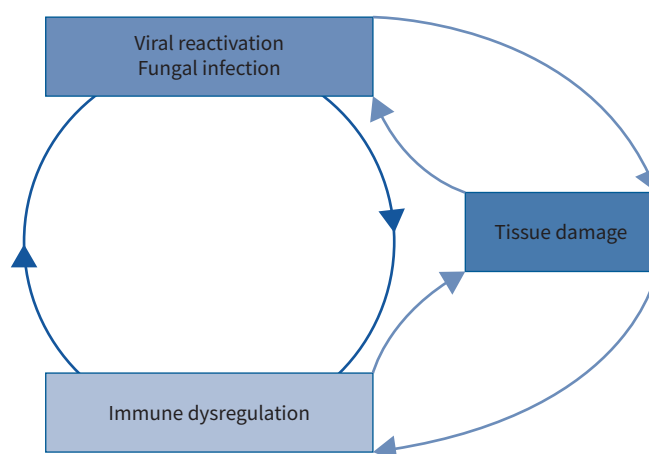 Viral reactivation
Fungal infection
Tissue damage
Immune dysregulation